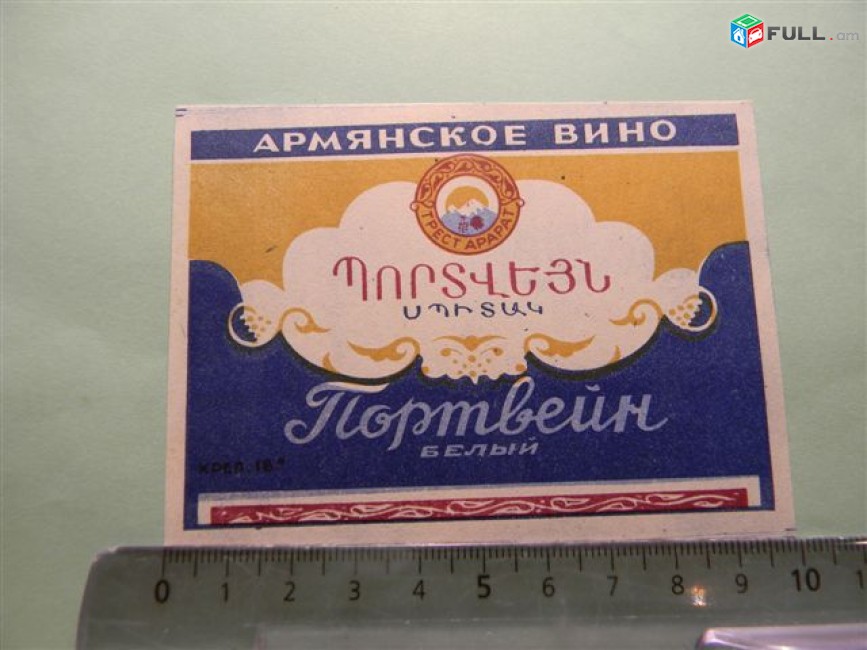 FULL.am
АРМЯНСКОЕ ВИНО
ТРЕСТ АРАРАТ
ՊՈՐՏՎԵՅՆ
ՍՊԻՏԱԿ
Портвейн
БЕЛЫЙ
КРЕП. 18°
0 1 2 3 4 5 6 7 8 9 10